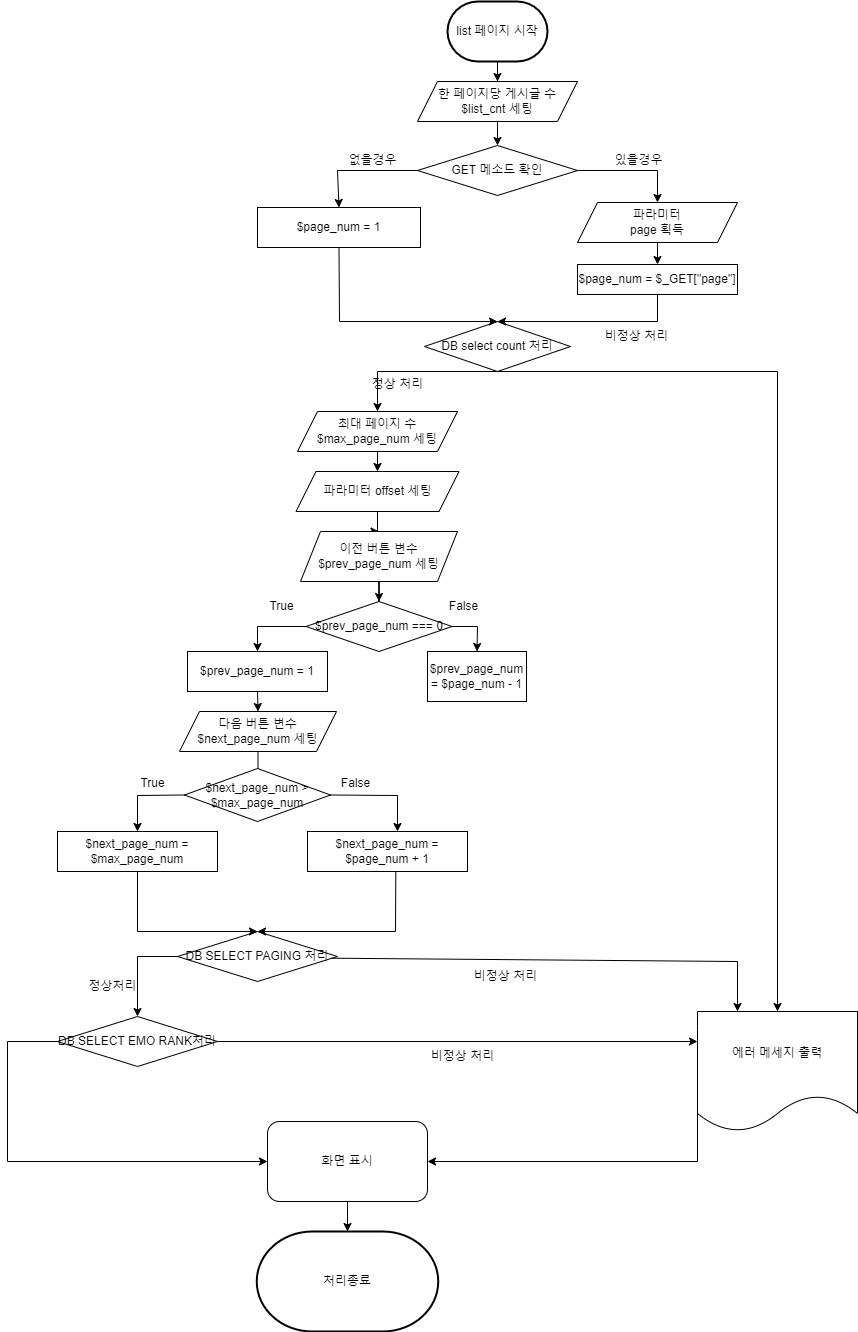 list 페이지 시작
한 페이지당 게시글 수
$list_cnt 세팅
없을경우
있을경우
GET 메소드 확인
$page_num = 1
파라미터
page 획득
$page_num = $_GET["page"]
비정상 처리
DB select count 처리
정상 처리
최대 페이지 수
$max_page_num 세팅
파라미터 offset 세팅
이전 버튼 변수
$prev_page_num 세팅
True
False
$prev_page_num === 0
$prev_page_num = 1
$prev_page_num
= $page_num - 1
다음 버튼 변수
$next_page_num 세팅
True
False
$next_page_num >
$max_page_num
$next_page_num =
$max_page_num
$next_page_num =
$page_num + 1
DB SELECT PAGING 처리
정상처리
비정상 처리
DB SELECT EMO RANK처리
비정상 처리
에러 메세지 출력
화면 표시
처리종료